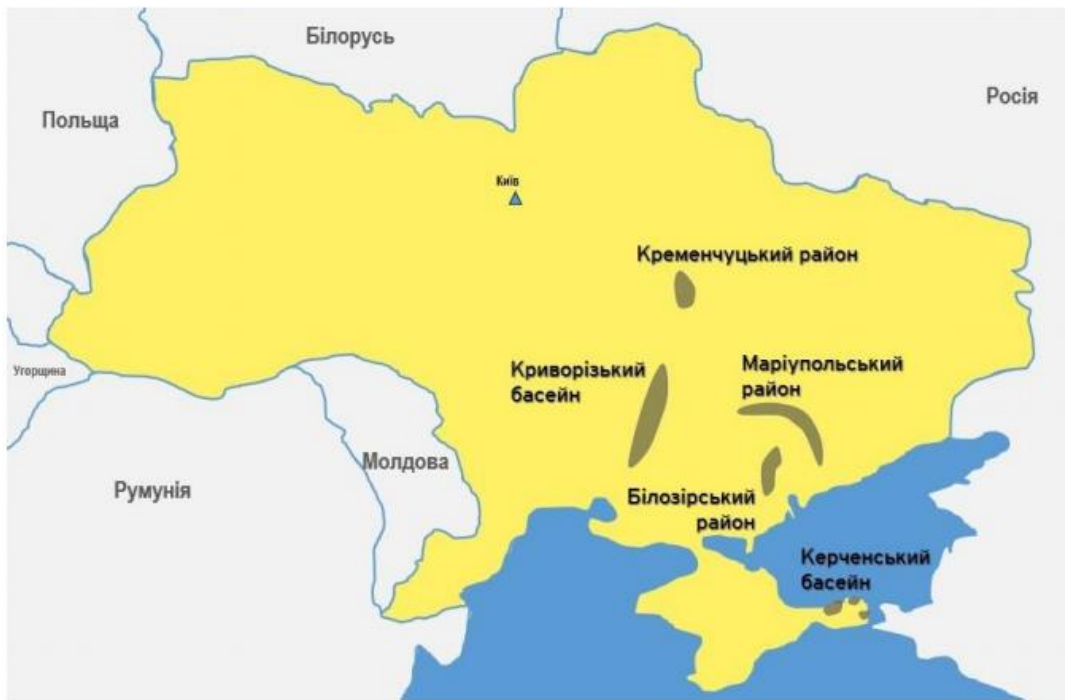 Білорусь
Росія
Польща
Київ
Кременчуцький район
Угорщина
Криворізький
басейн
Маріупольський
район
Молдова
Румунія
Білозірський
район
Керченський
басейн